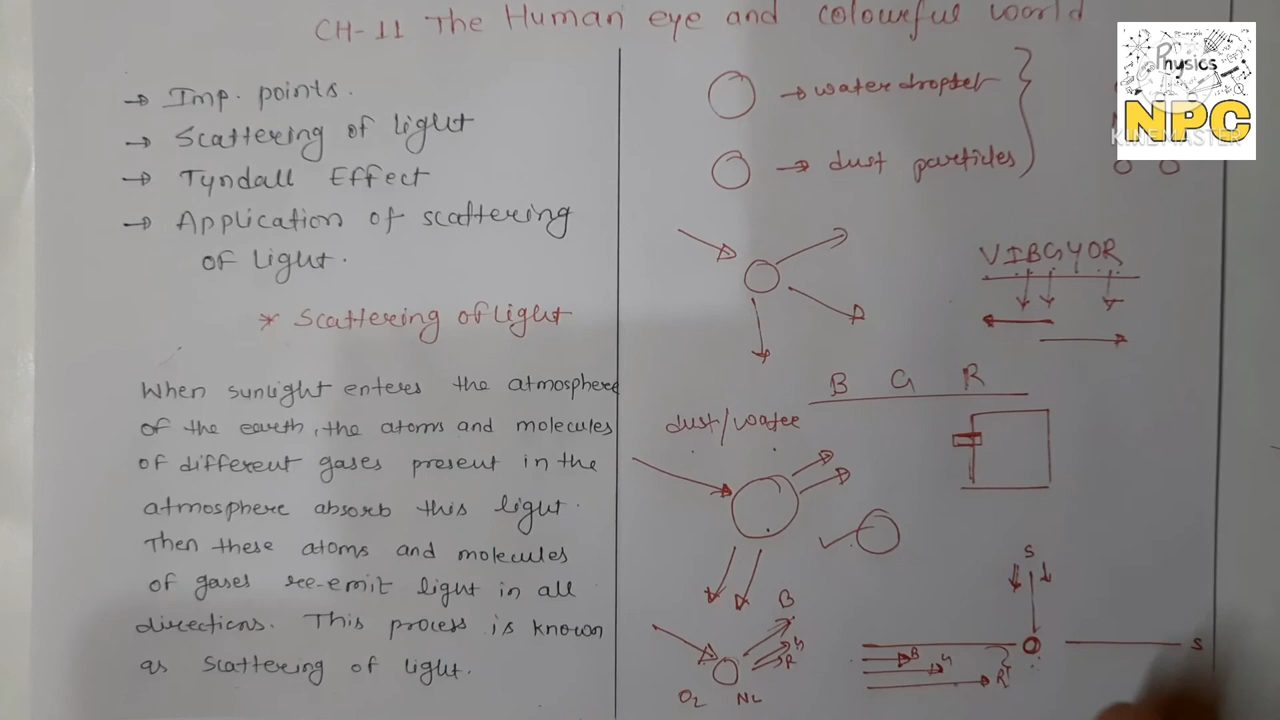 CH-11 The Human eye and colourful world
→ Imp. points.
→ Scattering of light
→ Tyndall Effect
→ Application of scattering
of light.
* Scattering of light
When sunlight enteres the atmosphere
of the earth, the atoms and molecules
of different gases present in the
atmosphere absorb this light.
Then these atoms and molecules
of gases re-emit light in all
directions. This process is known
as scattering of light.
→ water droplet
→ dust particles
VIBGYOR
B G R
dust/water
B
G
R
O2
S
B
G
R
S
Physics
NPC
KINEMASTER